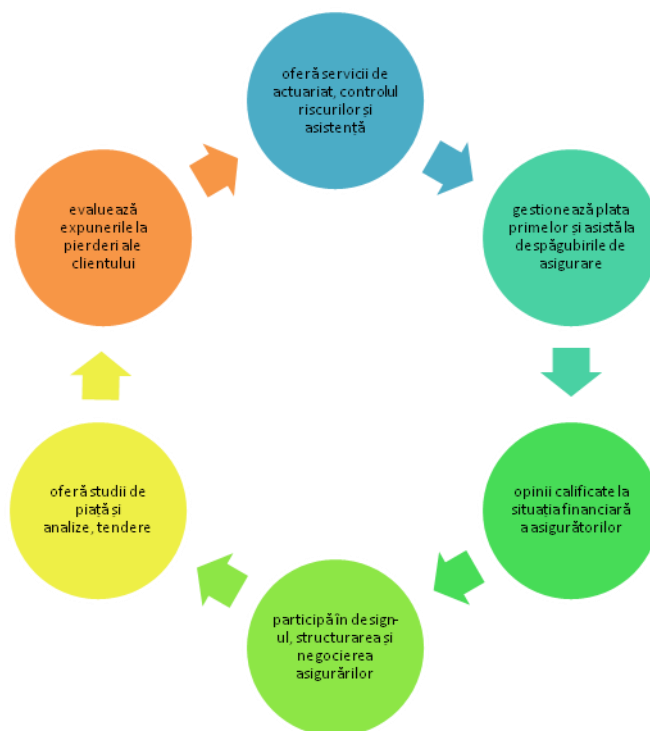 oferă servicii de
actuariat, controlul
riscurilor și
asistență
gestionează plata
primelor și asistă la
despăgubirile de
asigurare
opinii calificate la
situația financiară
a asigurătorilor
participă în design-
ul, structurarea și
negocierea
asigurărilor
oferă studii de
piață și
analize, tendere
evaluează
expunerile la
pierderi ale
clientului